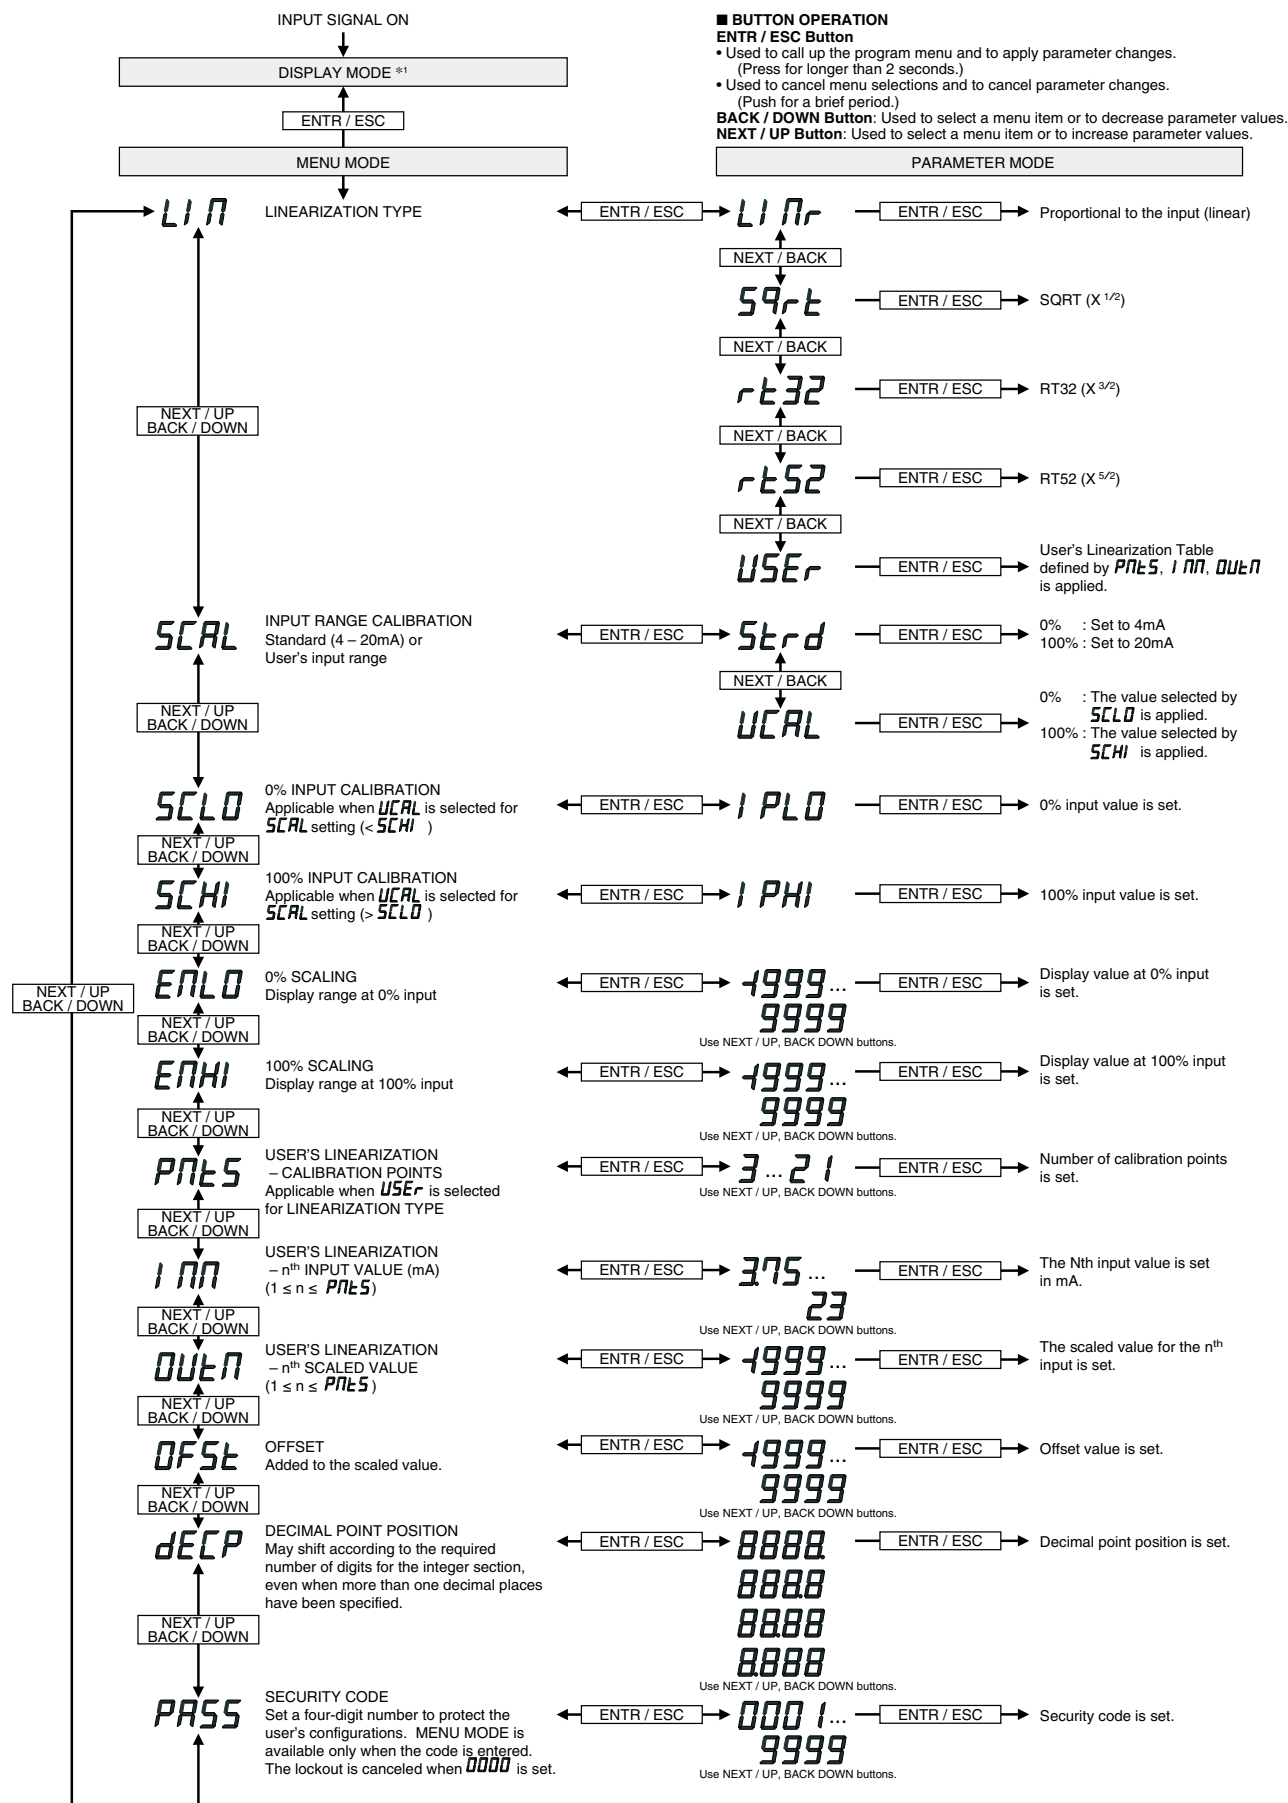 INPUT SIGNAL ON
DISPLAY MODE *1
ENTR / ESC
MENU MODE
■ BUTTON OPERATION
ENTR / ESC Button
• Used to call up the program menu and to apply parameter changes.
(Press for longer than 2 seconds.)
• Used to cancel menu selections and to cancel parameter changes.
(Push for a brief period.)
BACK / DOWN Button: Used to select a menu item or to decrease parameter values.
NEXT / UP Button: Used to select a menu item or to increase parameter values.
PARAMETER MODE
LIN
LINEARIZATION TYPE
ENTR / ESC
LINr
ENTR / ESC
Proportional to the input (linear)
NEXT / BACK
Sqrt
ENTR / ESC
SQRT (X 1/2)
NEXT / BACK
rt32
ENTR / ESC
RT32 (X 3/2)
NEXT / UP
BACK / DOWN
NEXT / BACK
rt52
ENTR / ESC
RT52 (X 5/2)
NEXT / BACK
USEr
ENTR / ESC
User's Linearization Table
defined by PNtS, INN, OUtN
is applied.
SCAL
INPUT RANGE CALIBRATION
Standard (4 – 20mA) or
User's input range
ENTR / ESC
Strd
ENTR / ESC
0% : Set to 4mA
100% : Set to 20mA
NEXT / BACK
NEXT / UP
BACK / DOWN
UCAL
ENTR / ESC
0% : The value selected by
SCLO is applied.
100% : The value selected by
SCHI is applied.
SCLO
0% INPUT CALIBRATION
Applicable when UCAL is selected for
SCAL setting (< SCHI )
ENTR / ESC
IPLO
ENTR / ESC
0% input value is set.
NEXT / UP
BACK / DOWN
SCHI
100% INPUT CALIBRATION
Applicable when UCAL is selected for
SCAL setting (> SCLO )
ENTR / ESC
IPHI
ENTR / ESC
100% input value is set.
NEXT / UP
BACK / DOWN
NEXT / UP
BACK / DOWN
ENLO
0% SCALING
Display range at 0% input
ENTR / ESC
-1999...
9999
Use NEXT / UP, BACK DOWN buttons.
ENTR / ESC
Display value at 0% input
is set.
NEXT / UP
BACK / DOWN
ENHI
100% SCALING
Display range at 100% input
ENTR / ESC
-1999...
9999
Use NEXT / UP, BACK DOWN buttons.
ENTR / ESC
Display value at 100% input
is set.
NEXT / UP
BACK / DOWN
PNtS
USER'S LINEARIZATION
– CALIBRATION POINTS
Applicable when USEr is selected
for LINEARIZATION TYPE
ENTR / ESC
3 ... 21
Use NEXT / UP, BACK DOWN buttons.
ENTR / ESC
Number of calibration points
is set.
NEXT / UP
BACK / DOWN
INN
USER'S LINEARIZATION
– nth INPUT VALUE (mA)
(1 ≤ n ≤ PNtS)
ENTR / ESC
3.75 ...
23
Use NEXT / UP, BACK DOWN buttons.
ENTR / ESC
The Nth input value is set
in mA.
NEXT / UP
BACK / DOWN
OUtN
USER'S LINEARIZATION
– nth SCALED VALUE
(1 ≤ n ≤ PNtS)
ENTR / ESC
-1999...
9999
Use NEXT / UP, BACK DOWN buttons.
ENTR / ESC
The scaled value for the nth
input is set.
NEXT / UP
BACK / DOWN
OFSt
OFFSET
Added to the scaled value.
ENTR / ESC
-1999...
9999
Use NEXT / UP, BACK DOWN buttons.
ENTR / ESC
Offset value is set.
NEXT / UP
BACK / DOWN
dECP
DECIMAL POINT POSITION
May shift according to the required
number of digits for the integer section,
even when more than one decimal places
have been specified.
ENTR / ESC
8888.
888.8
88.88
8.888
Use NEXT / UP, BACK DOWN buttons.
ENTR / ESC
Decimal point position is set.
NEXT / UP
BACK / DOWN
PASS
SECURITY CODE
Set a four-digit number to protect the
user's configurations. MENU MODE is
available only when the code is entered.
The lockout is canceled when 0000 is set.
ENTR / ESC
0001...
9999
Use NEXT / UP, BACK DOWN buttons.
ENTR / ESC
Security code is set.